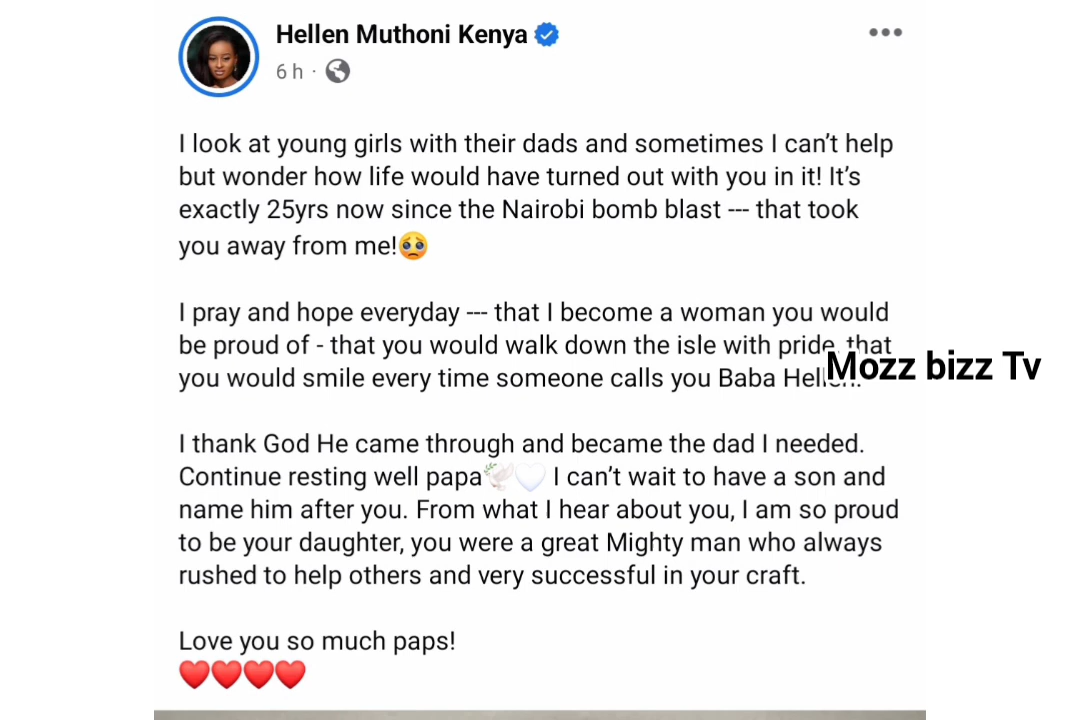 Hellen Muthoni Kenya
6 h ·
I look at young girls with their dads and sometimes I can't help
but wonder how life would have turned out with you in it! It's
exactly 25yrs now since the Nairobi bomb blast --- that took
you away from me!🥹
I pray and hope everyday --- that I become a woman you would
be proud of - that you would walk down the isle with pride, that
you would smile every time someone calls you Baba
Mozz bizz Tv
I thank God He came through and became the dad I needed.
Continue resting well papa🕊️🤍 I can't wait to have a son and
name him after you. From what I hear about you, I am so proud
to be your daughter, you were a great Mighty man who always
rushed to help others and very successful in your craft.
Love you so much paps!
❤️❤️❤️❤️